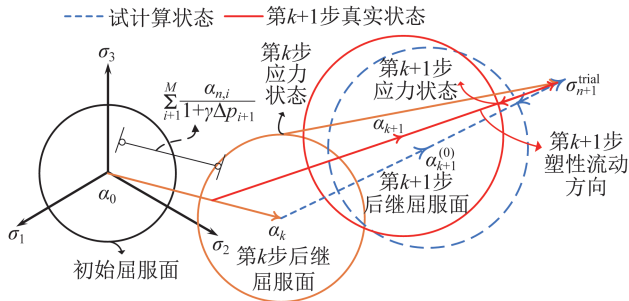 试计算状态
第k+1步真实状态
σ₃
第k步
应力
状态
第k+1步
应力状态
σ_{n+1}^{trial}
\sum_{i+1}^{M} \frac{α_{n,i}}{1+γΔp_{i+1}}
α_{k+1}
α_{k+1}^{(0)}
第k+1步
塑性流动
方向
第k+1步
后继屈服面
α₀
σ₁
σ₂
α_k
第k步后继
屈服面
初始屈服面